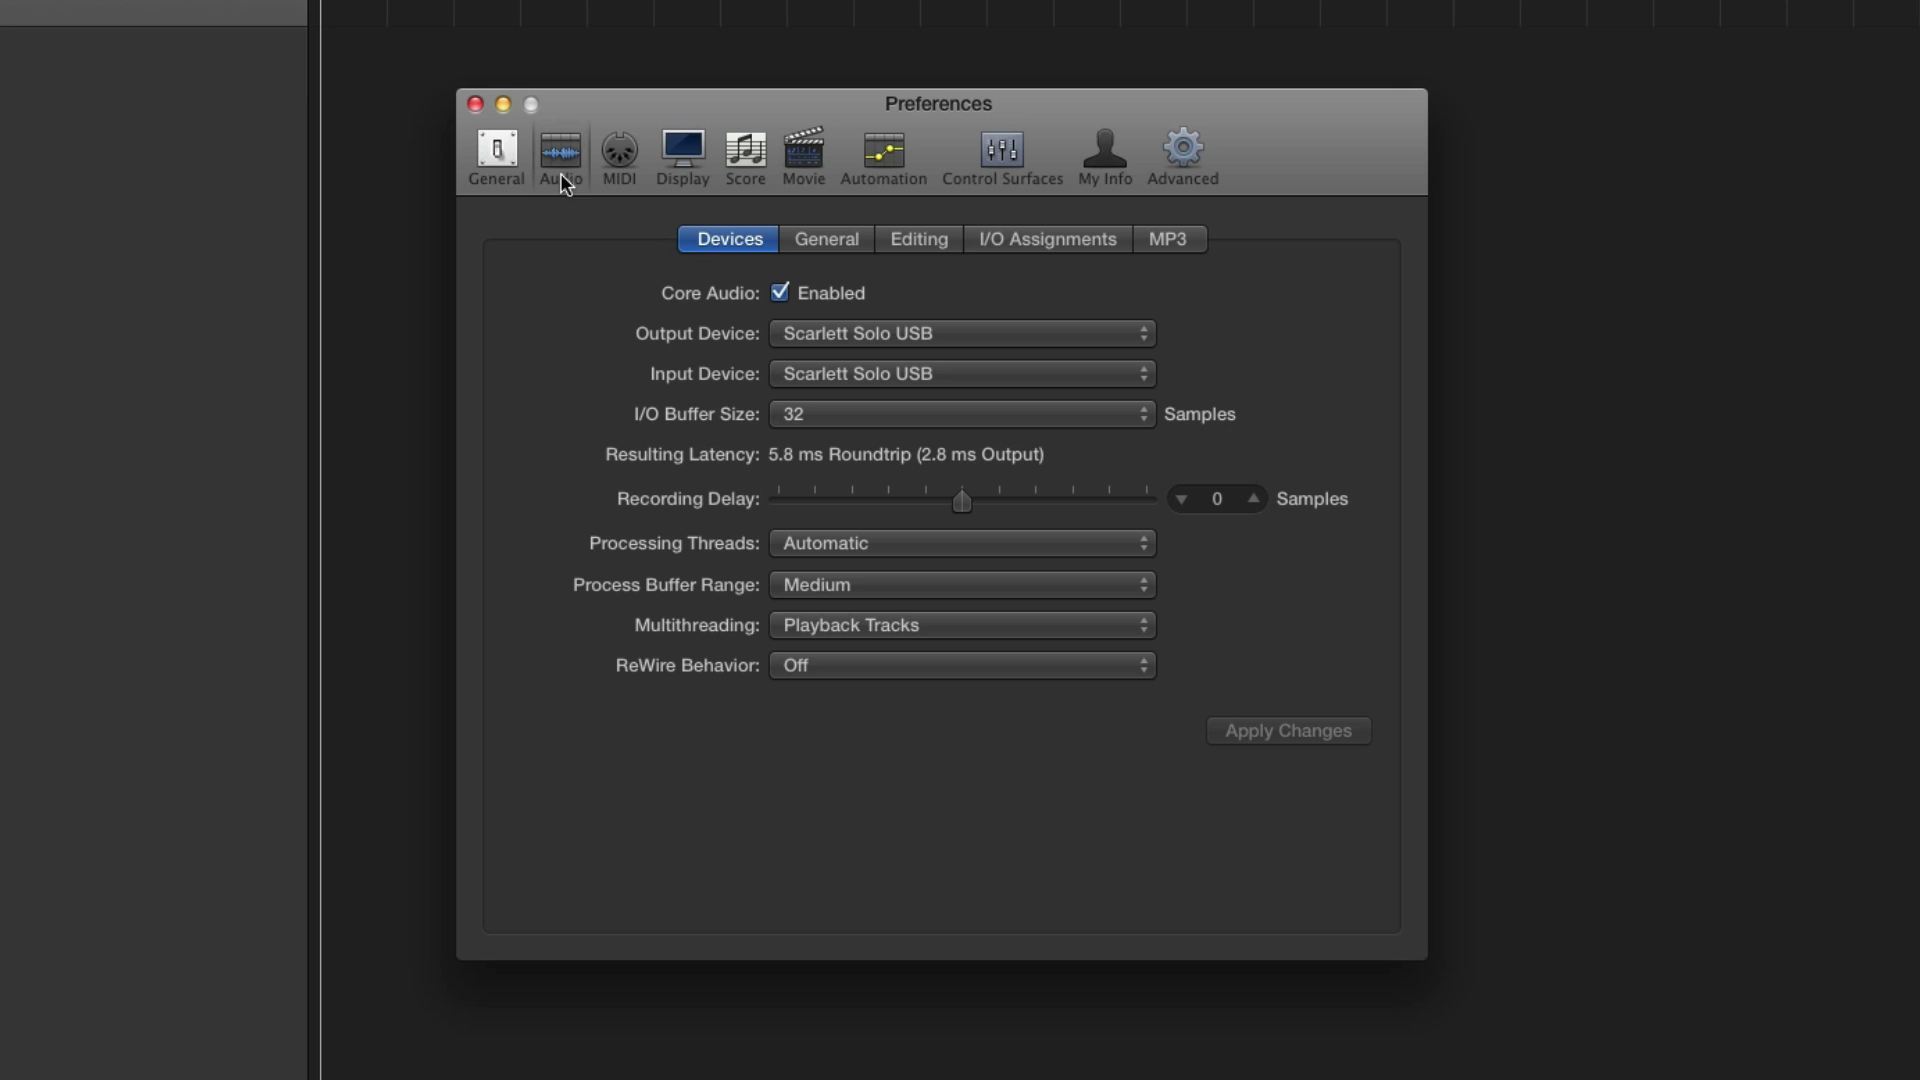 Preferences
General Audio MIDI Display Score Movie Automation Control Surfaces My Info Advanced
Devices General Editing I/O Assignments MP3
Core Audio: Enabled
Output Device: Scarlett Solo USB
Input Device: Scarlett Solo USB
I/O Buffer Size: 32 Samples
Resulting Latency: 5.8 ms Roundtrip (2.8 ms Output)
Recording Delay: 0 Samples
Processing Threads: Automatic
Process Buffer Range: Medium
Multithreading: Playback Tracks
ReWire Behavior: Off
Apply Changes